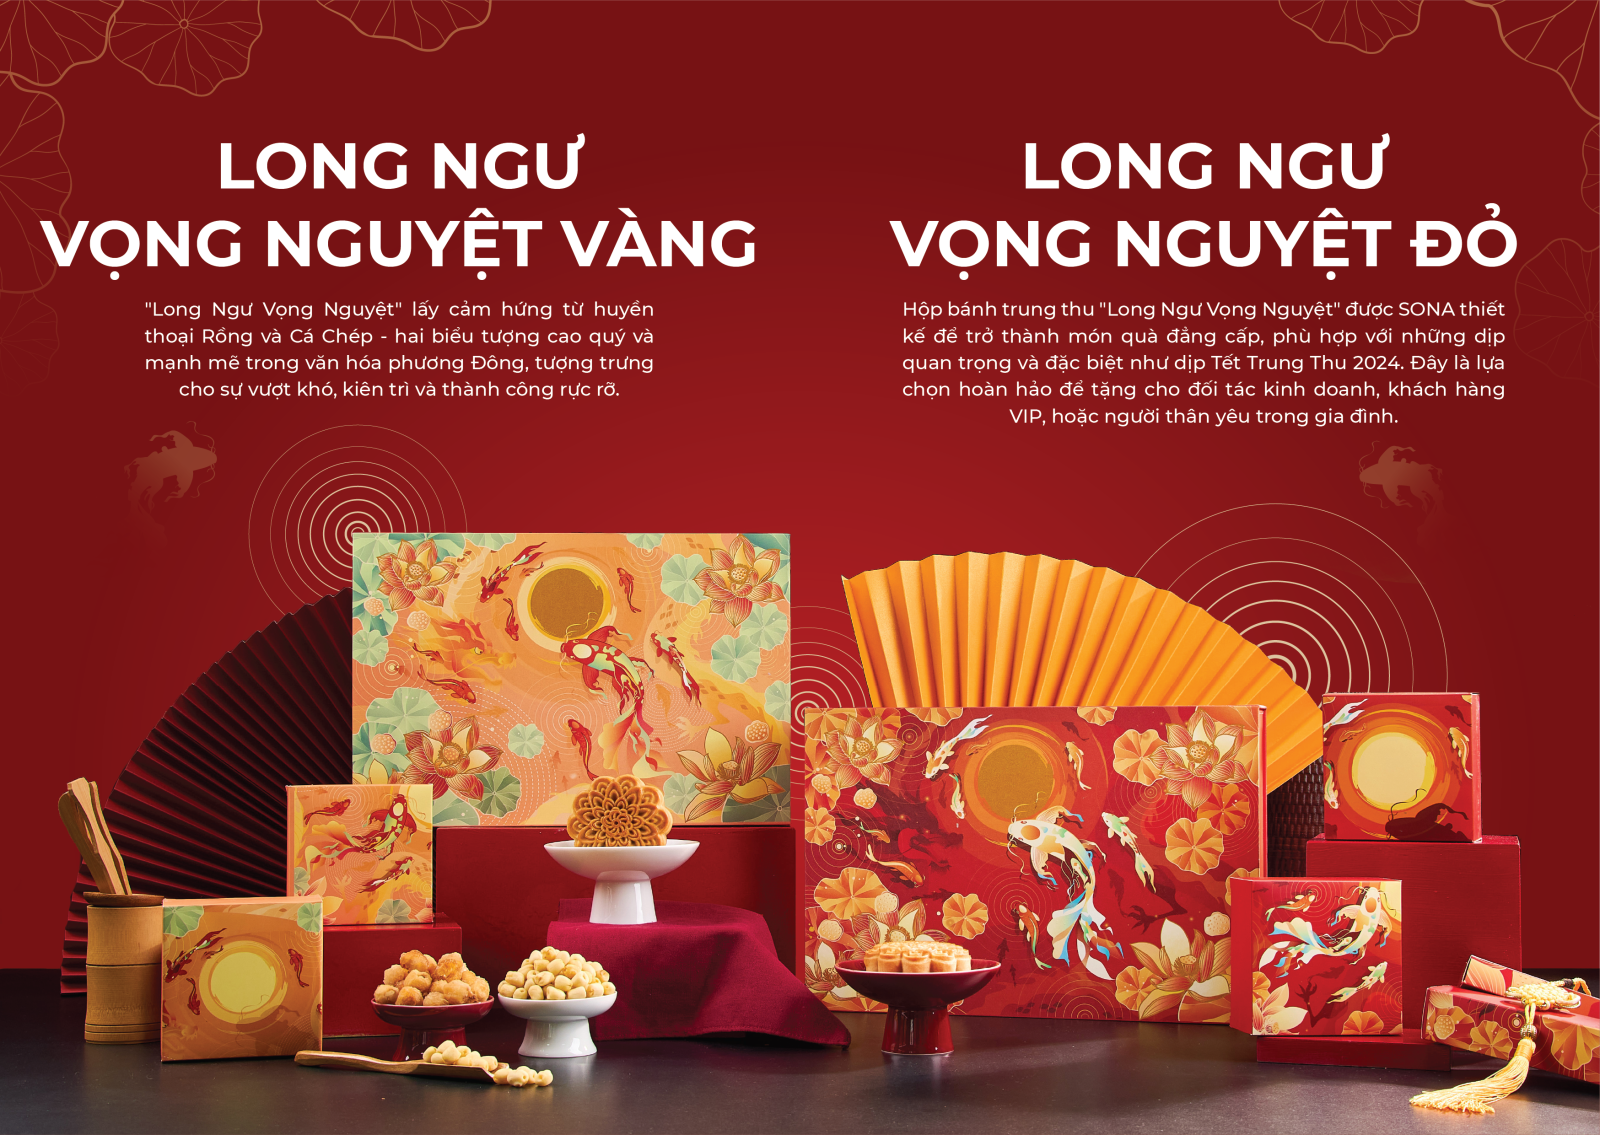 LONG NGƯ
VỌNG NGUYỆT VÀNG
"Long Ngư Vọng Nguyệt" lấy cảm hứng từ huyền
thoại Rồng và Cá Chép - hai biểu tượng cao quý và
mạnh mẽ trong văn hóa phương Đông, tượng trưng
cho sự vượt khó, kiên trì và thành công rực rỡ.
LONG NGƯ
VỌNG NGUYỆT ĐỎ
Hộp bánh trung thu "Long Ngư Vọng Nguyệt" được SONA thiết
kế để trở thành món quà đẳng cấp, phù hợp với những dịp
quan trọng và đặc biệt như dịp Tết Trung Thu 2024. Đây là lựa
chọn hoàn hảo để tặng cho đối tác kinh doanh, khách hàng
VIP, hoặc người thân yêu trong gia đình.